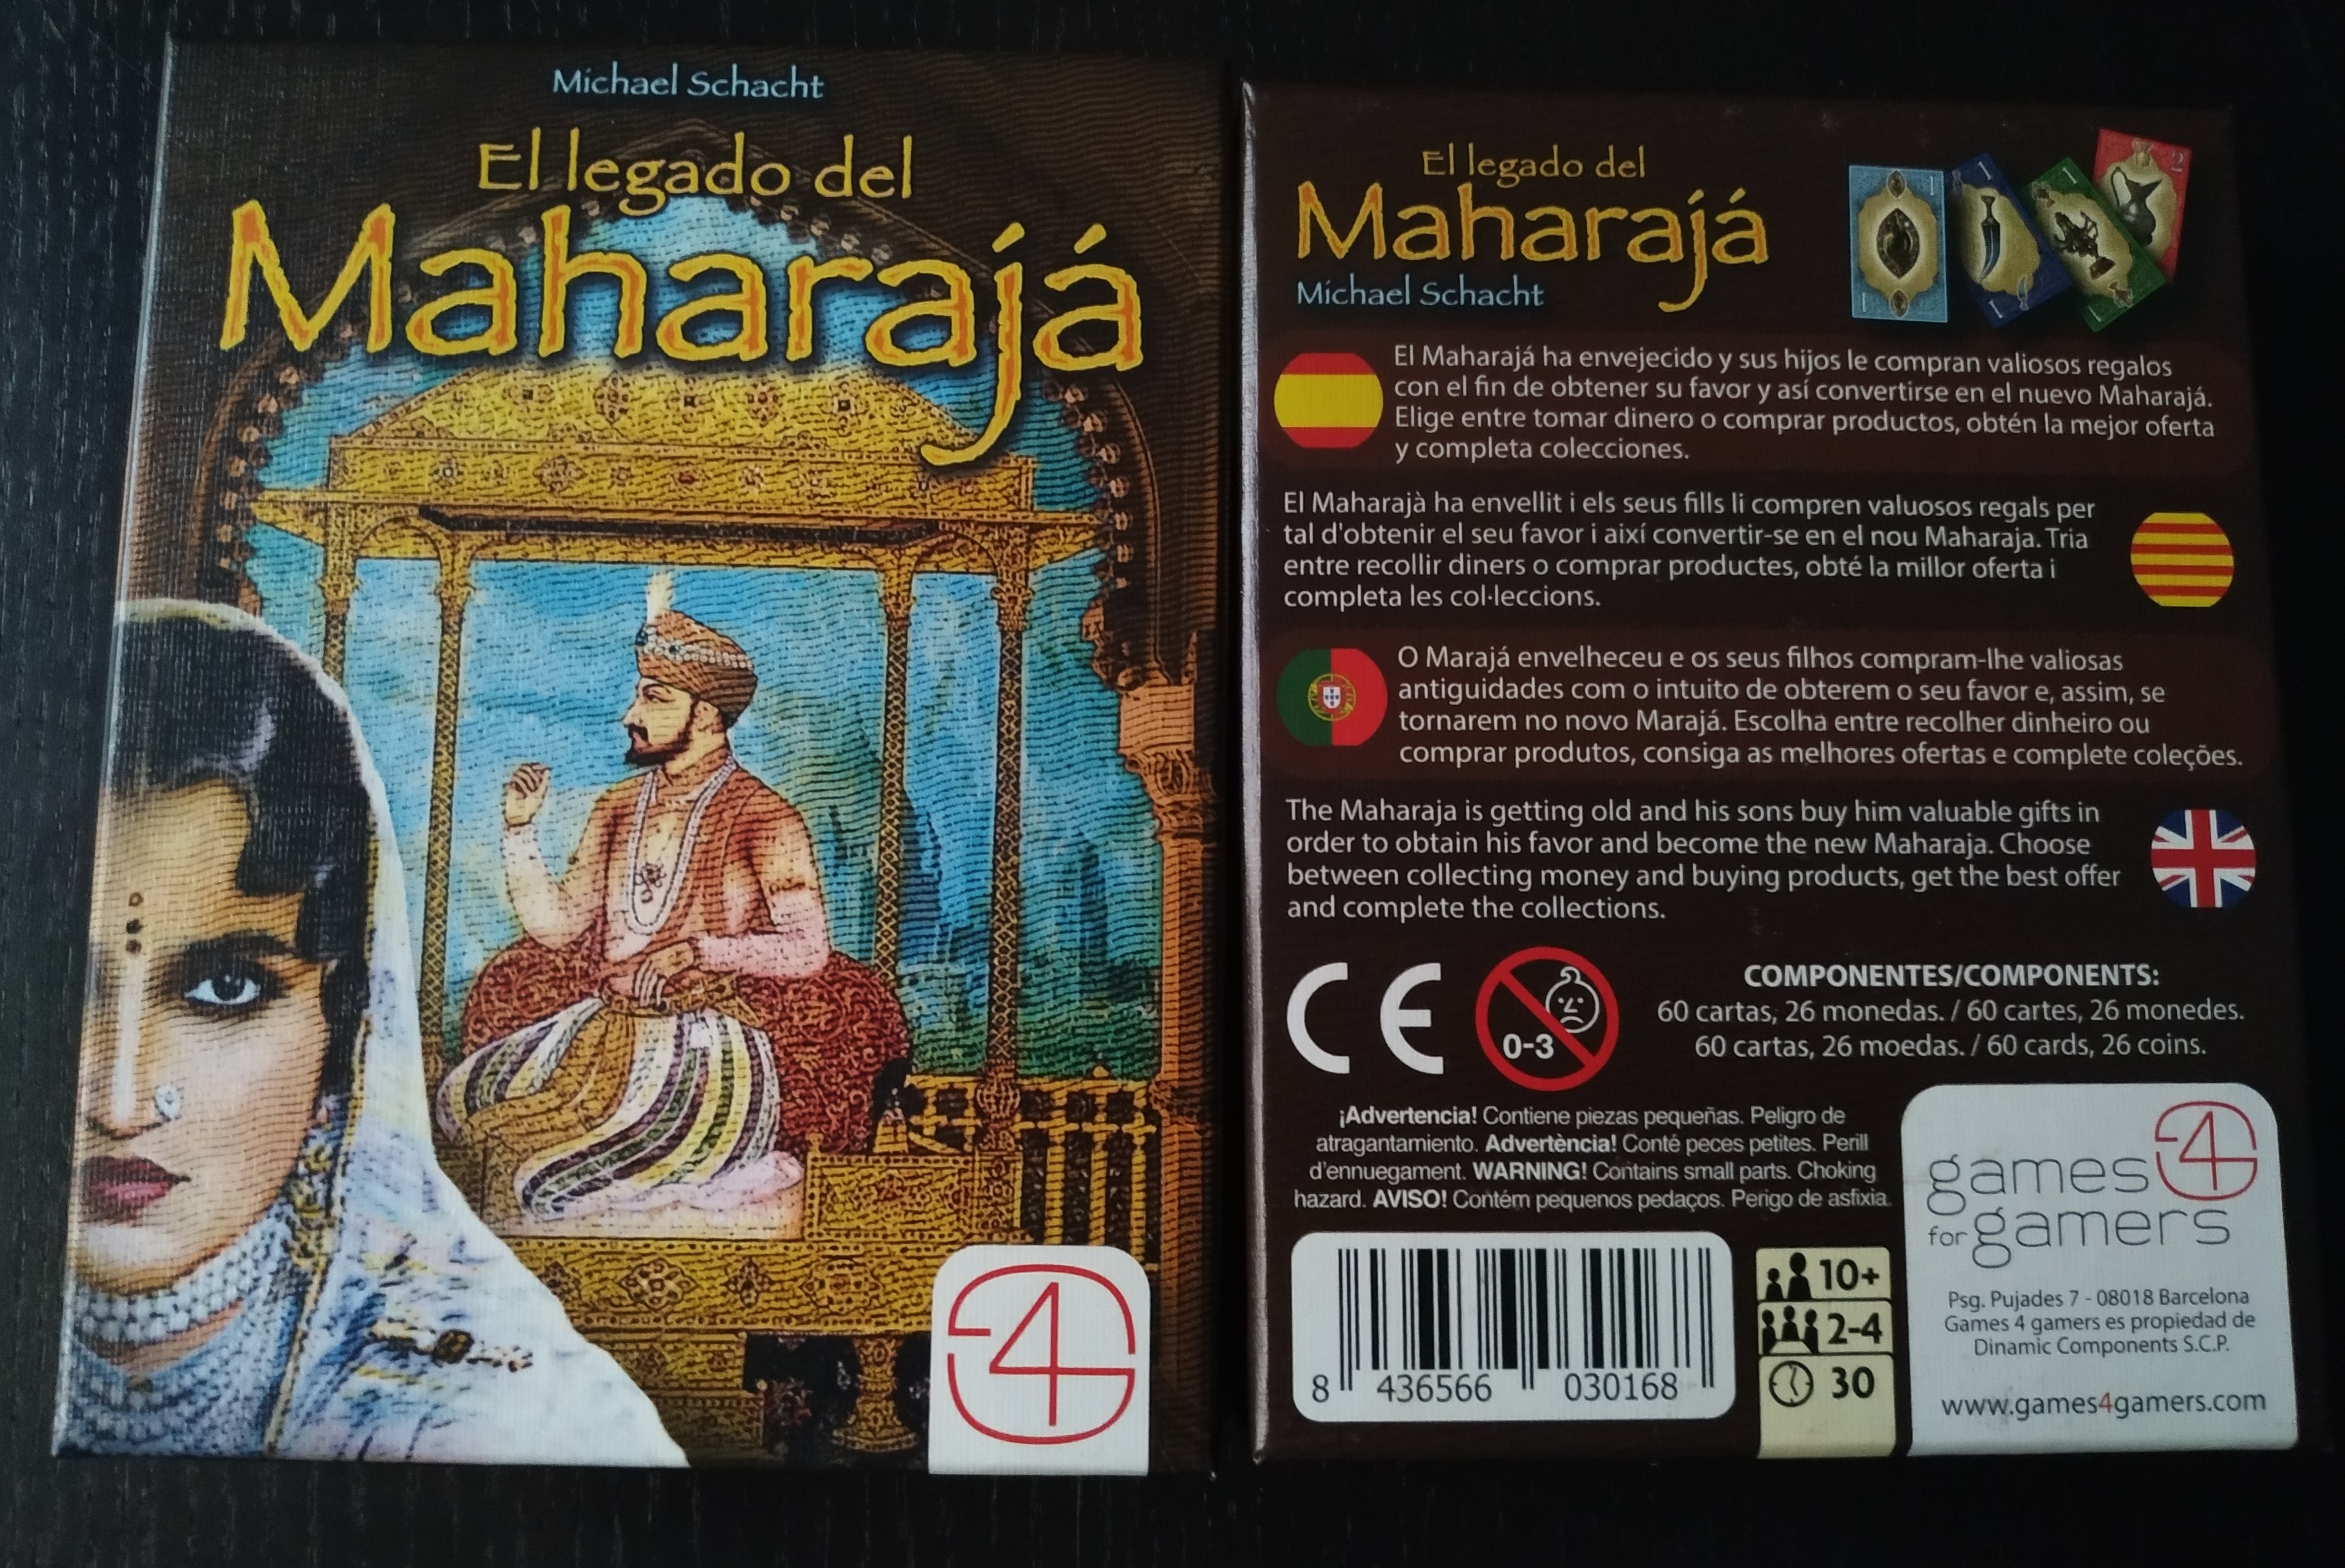 Michael Schacht
El legado del
Maharajá
4
El legado del
Maharajá
Michael Schacht
1
1
1
1
1
1
2
El Maharajá ha envejecido y sus hijos le compran valiosos regalos
con el fin de obtener su favor y así convertirse en el nuevo Maharajá.
Elige entre tomar dinero o comprar productos, obtén la mejor oferta
y completa colecciones.
El Maharajà ha envellit i els seus fills li compren valuosos regals per
tal d'obtenir el seu favor i així convertir-se en el nou Maharaja. Tria
entre recollir diners o comprar productes, obté la millor oferta i
completa les col·leccions.
O Marajá envelheceu e os seus filhos compram-lhe valiosas
antiguidades com o intuito de obterem o seu favor e, assim, se
tornarem no novo Marajá. Escolha entre recolher dinheiro ou
comprar produtos, consiga as melhores ofertas e complete coleções.
The Maharaja is getting old and his sons buy him valuable gifts in
order to obtain his favor and become the new Maharaja. Choose
between collecting money and buying products, get the best offer
and complete the collections.
CE
0-3
COMPONENTES/COMPONENTS:
60 cartas, 26 monedas. / 60 cartes, 26 monedes.
60 cartas, 26 moedas. / 60 cards, 26 coins.
¡Advertencia! Contiene piezas pequeñas. Peligro de
atragantamiento. Advertència! Conté peces petites. Perill
d'ennuegament. WARNING! Contains small parts. Choking
hazard. AVISO! Contém pequenos pedaços. Perigo de asfixia.
8 436566 030168
10+
2-4
30
games 4
for gamers
Psg. Pujades 7 - 08018 Barcelona
Games 4 gamers es propiedad de
Dinamic Components S.C.P.
www.games4gamers.com